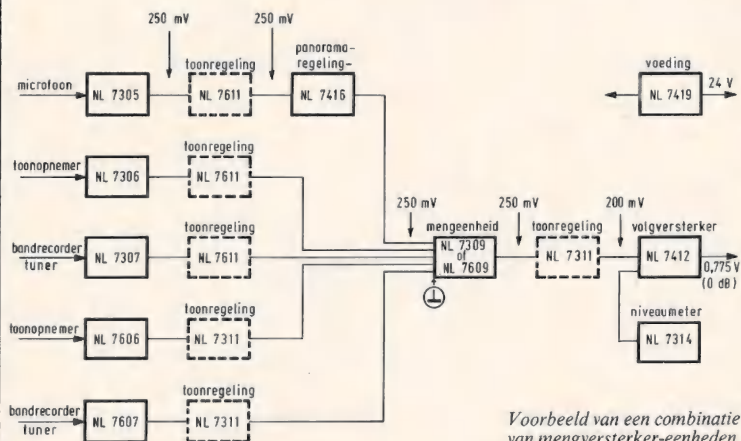 250 mV
250 mV
microfoon
NL 7305
toonregeling
NL 7611
panorama-
regeling-
NL 7416
voeding
NL 7419
24 V
toonopnemer
NL 7306
toonregeling
NL 7611
bandrecorder
tuner
NL 7307
toonregeling
NL 7611
250 mV
mengeenheid
NL 7309
of
NL 7609
250 mV
toonregeling
NL 7311
200 mV
volgversterker
NL 7412
0,775 V
(0 dB)
niveaumeter
NL 7314
toonopnemer
NL 7606
toonregeling
NL 7311
bandrecorder
tuner
NL 7607
toonregeling
NL 7311
Voorbeeld van een combinatie
van mengversterker-eenheden